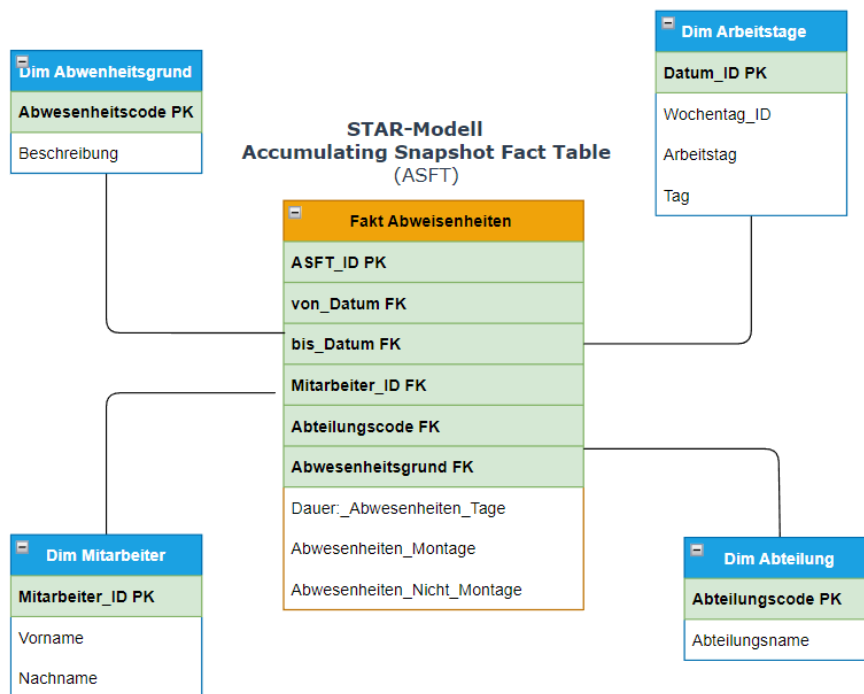 Dim Abwenheitsgrund
Abwesenheitscode PK
Beschreibung
Dim Arbeitstage
Datum_ID PK
Wochentag_ID
Arbeitstag
Tag
STAR-Modell
Accumulating Snapshot Fact Table
(ASFT)
Fakt Abweisenheiten
ASFT_ID PK
von_Datum FK
bis_Datum FK
Mitarbeiter_ID FK
Abteilungscode FK
Abwesenheitsgrund FK
Dauer:_Abwesenheiten_Tage
Abwesenheiten_Montage
Abwesenheiten_Nicht_Montage
Dim Mitarbeiter
Mitarbeiter_ID PK
Vorname
Nachname
Dim Abteilung
Abteilungscode PK
Abteilungsname